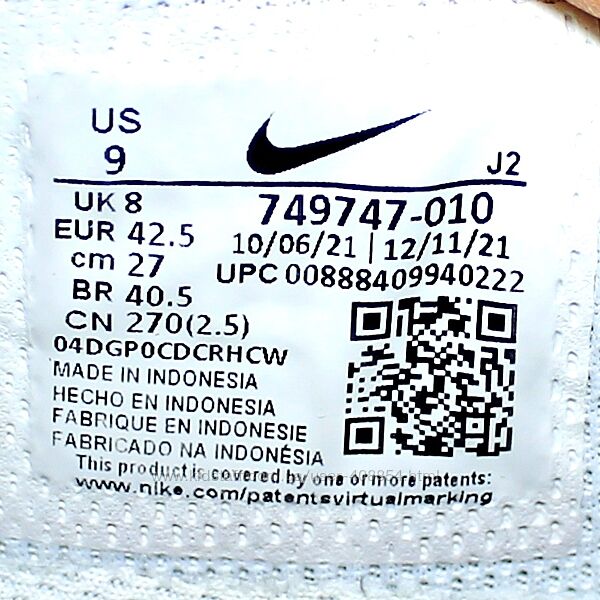 US
9
J2
UK 8
EUR 42.5
cm 27
BR 40.5
CN 270(2.5)
749747-010
10/06/21 | 12/11/21
UPC 00888409940222
04DGP0CDCRHCW
MADE IN INDONESIA
HECHO EN INDONESIA
FABRIQUE EN INDONESIE
FABRICADO NA INDONÉSIA
This product is covered by one or more patents:
www.nike.com/patentsvirtualmarking